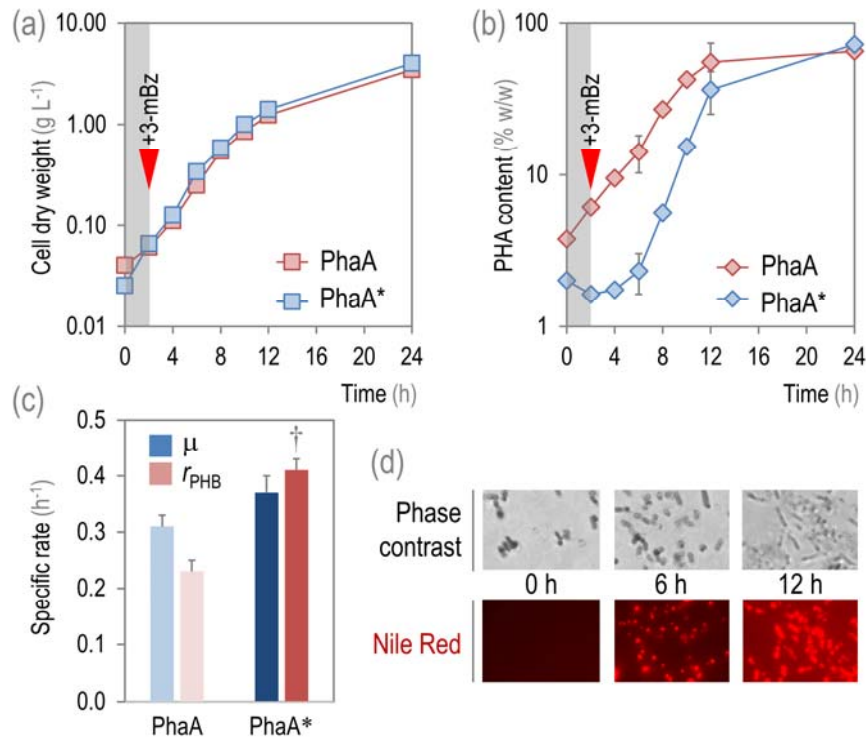 (a)
10.00
1.00
0.10
0.01
Cell dry weight (g L⁻¹)
+3-mBz
PhaA
PhaA*
0 4 8 12 16 20 24
Time (h)
(b)
100
10
1
PHA content (% w/w)
+3-mBz
PhaA
PhaA*
0 4 8 12 16 20 24
Time (h)
(c)
0.5
0.4
0.3
0.2
0.1
0.0
Specific rate (h⁻¹)
μ
rPHB
†
PhaA PhaA*
(d)
Phase
contrast
0 h 6 h 12 h
Nile Red